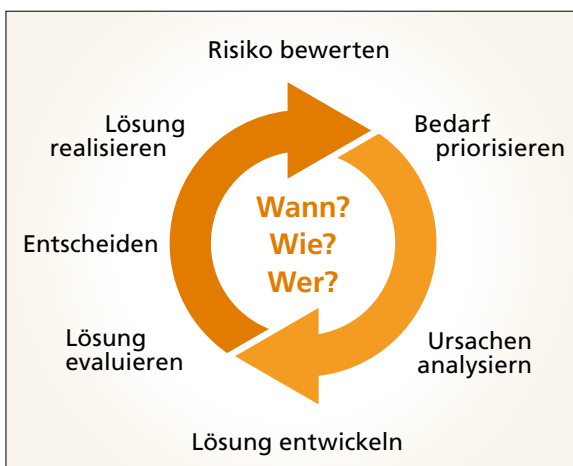 Risiko bewerten
Bedarf
priorisieren
Ursachen
analysiern
Lösung entwickeln
Lösung
evaluieren
Entscheiden
Lösung
realisieren
Wann?
Wie?
Wer?